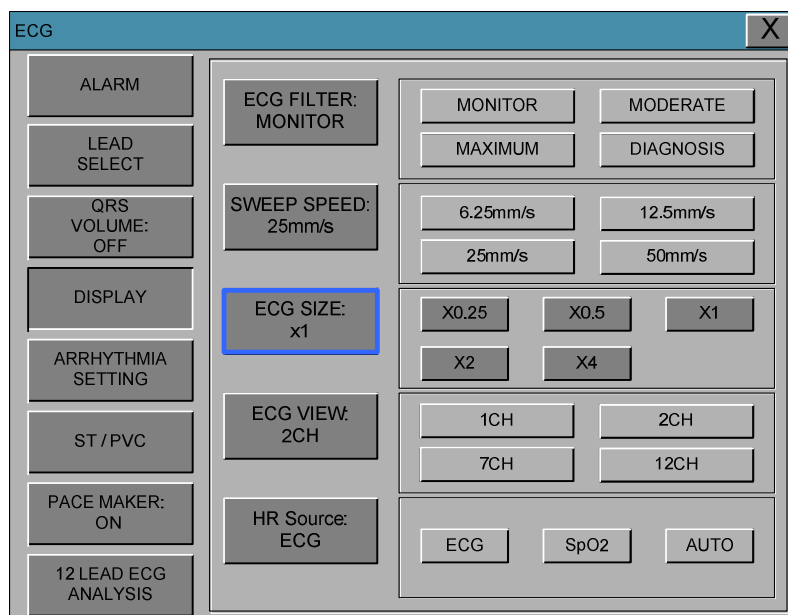 ECG
X
ALARM
LEAD
SELECT
QRS
VOLUME:
OFF
DISPLAY
ARRHYTHMIA
SETTING
ST / PVC
PACE MAKER:
ON
12 LEAD ECG
ANALYSIS
ECG FILTER:
MONITOR
MONITOR
MODERATE
MAXIMUM
DIAGNOSIS
SWEEP SPEED:
25mm/s
6.25mm/s
12.5mm/s
25mm/s
50mm/s
ECG SIZE:
x1
X0.25
X0.5
X1
X2
X4
ECG VIEW:
2CH
1CH
2CH
7CH
12CH
HR Source:
ECG
ECG
SpO2
AUTO